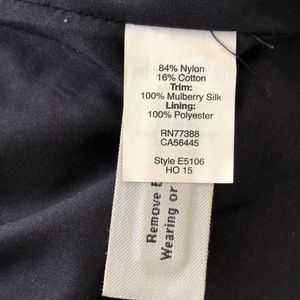 84% Nylon
16% Cotton
Trim:
100% Mulberry Silk
Lining:
100% Polyester
RN77388
CA56445
Style E5106
HO 15
Remove
Wearing or